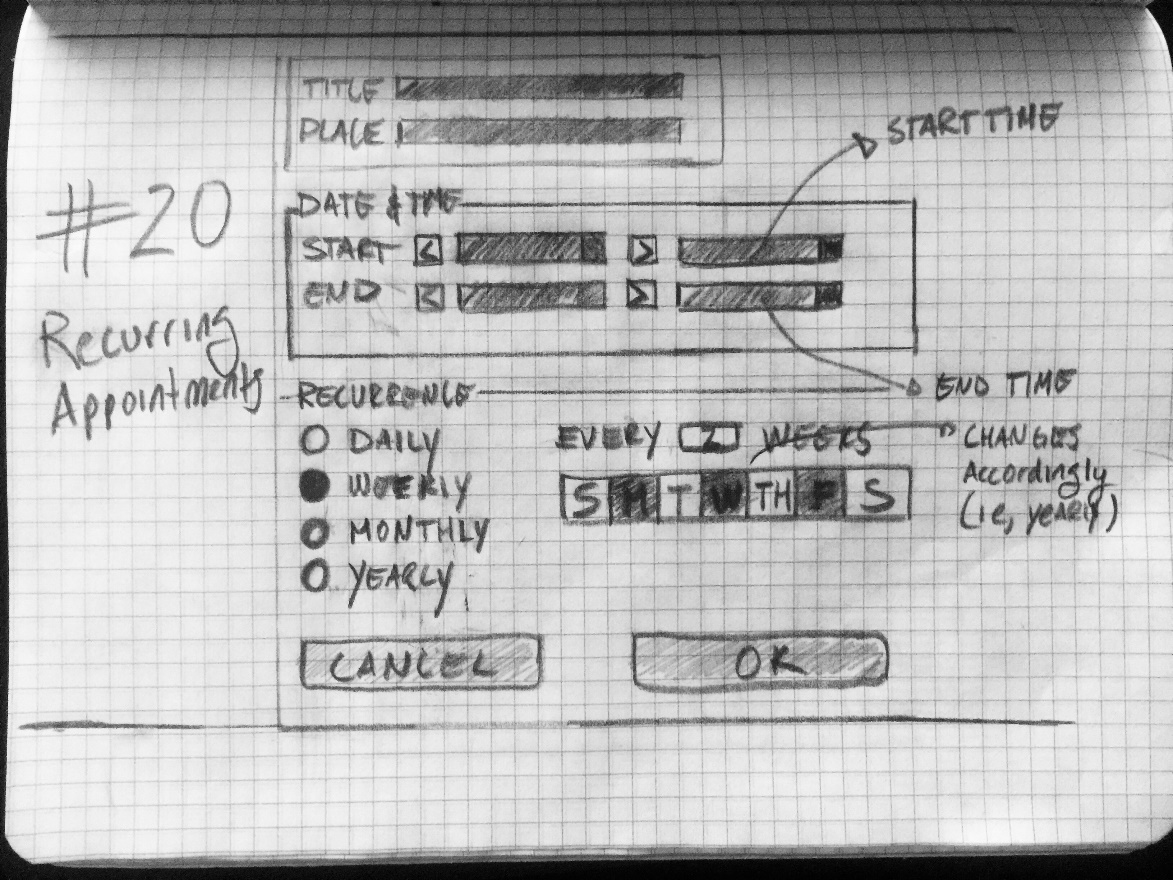 TITLE
PLACE
START TIME
#20
DATE & TIME
START < >
END < >
Recurring
Appointments
END TIME
RECURRENCE
DAILY
WEEKLY
MONTHLY
YEARLY
EVERY 2 WEEKS
S M T W TH F S
CHANGES
Accordingly
(ie, yearly)
CANCEL
OK